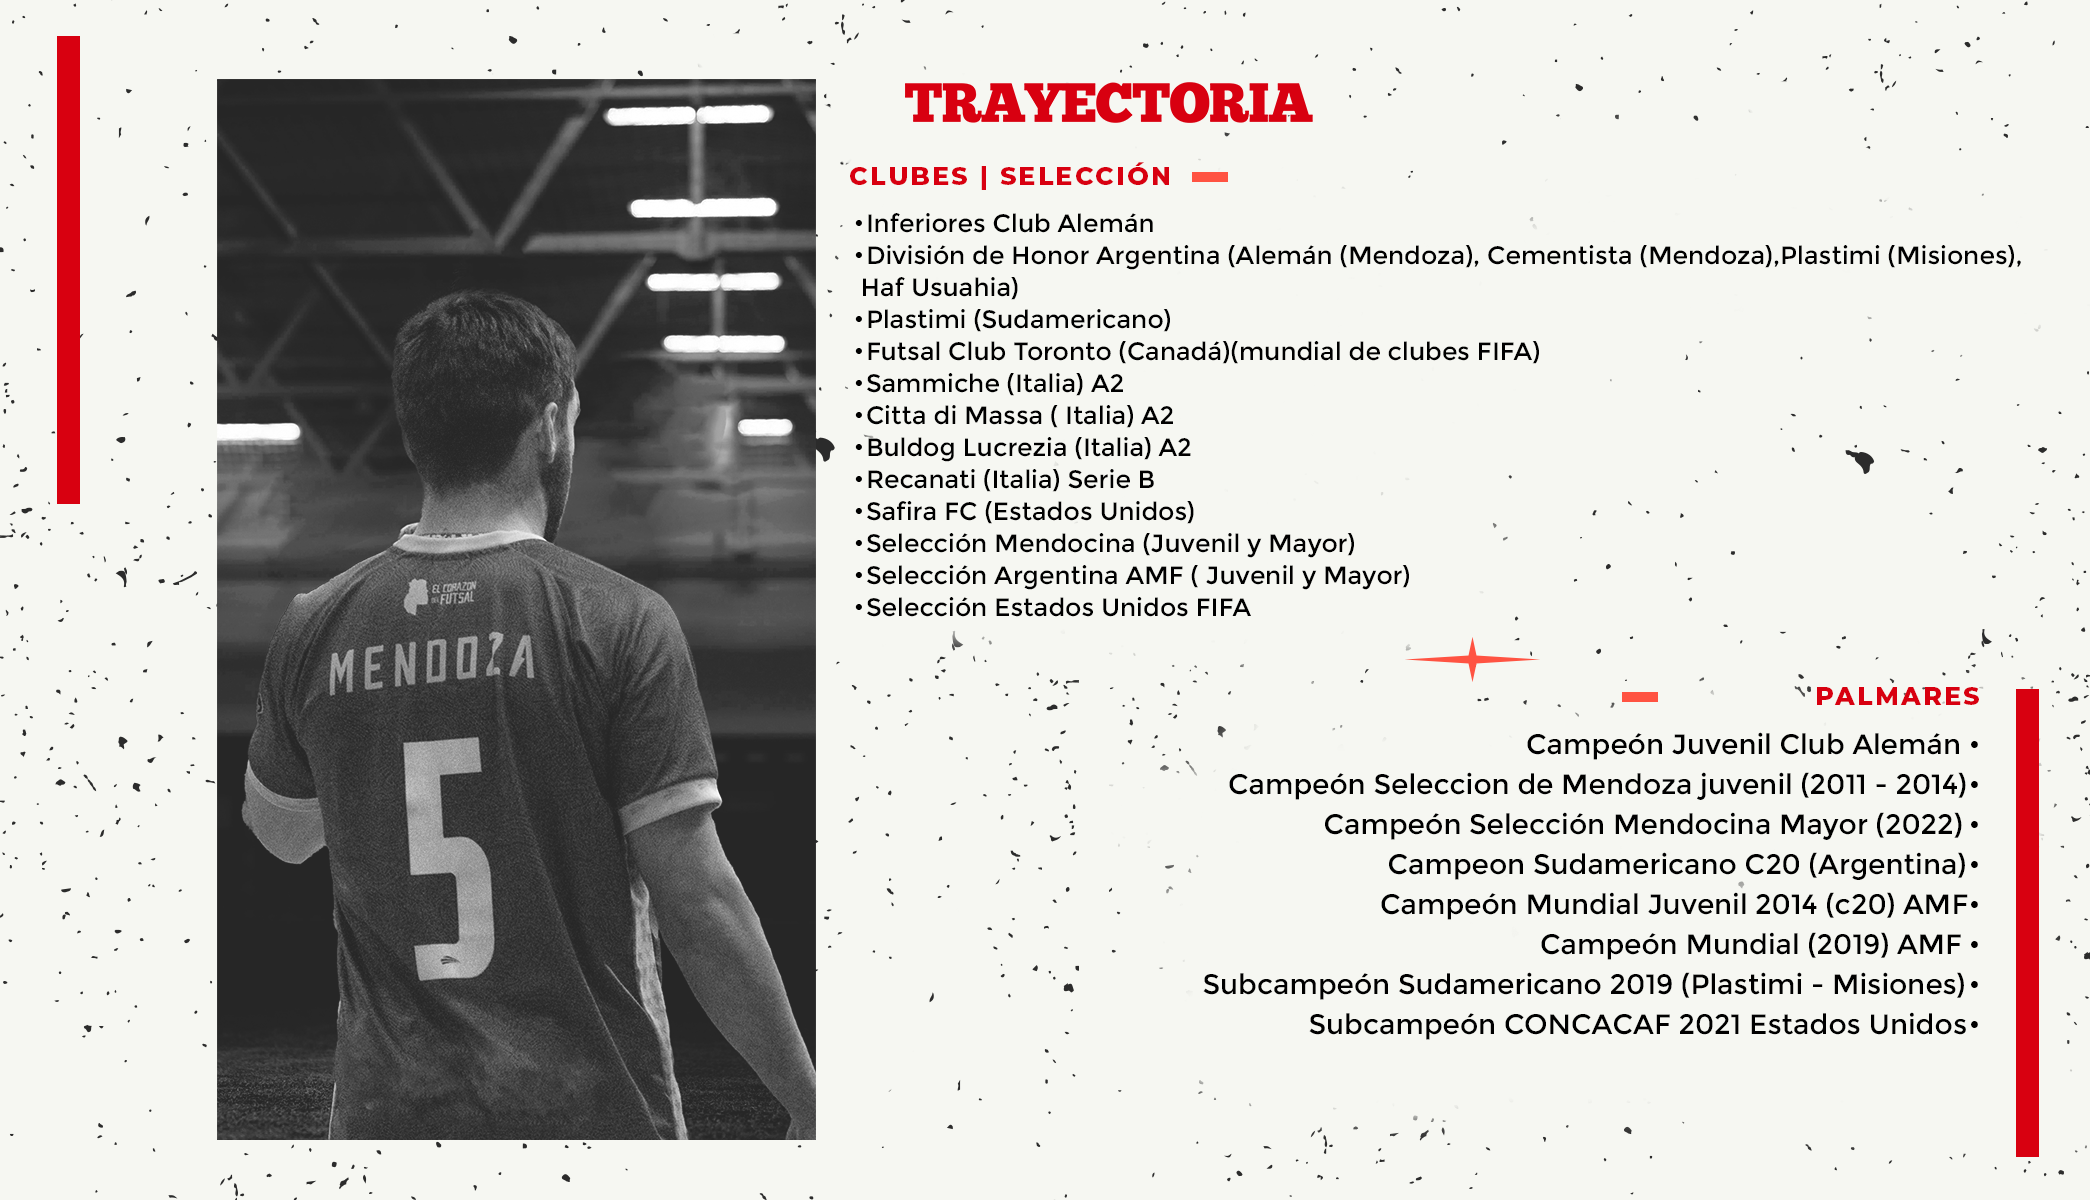 TRAYECTORIA
CLUBES | SELECCIÓN
•Inferiores Club Alemán
•División de Honor Argentina (Alemán (Mendoza), Cementista (Mendoza),Plastimi (Misiones),
Haf Usuahia)
•Plastimi (Sudamericano)
•Futsal Club Toronto (Canadá)(mundial de clubes FIFA)
•Sammiche (Italia) A2
•Citta di Massa ( Italia) A2
•Buldog Lucrezia (Italia) A2
•Recanati (Italia) Serie B
•Safira FC (Estados Unidos)
•Selección Mendocina (Juvenil y Mayor)
•Selección Argentina AMF ( Juvenil y Mayor)
•Selección Estados Unidos FIFA
EL CORAZON
DEL FUTSAL
MENDOZA
5
PALMARES
Campeón Juvenil Club Alemán •
Campeón Seleccion de Mendoza juvenil (2011 - 2014)•
Campeón Selección Mendocina Mayor (2022) •
Campeon Sudamericano C20 (Argentina)•
Campeón Mundial Juvenil 2014 (c20) AMF•
Campeón Mundial (2019) AMF •
Subcampeón Sudamericano 2019 (Plastimi - Misiones)•
Subcampeón CONCACAF 2021 Estados Unidos•